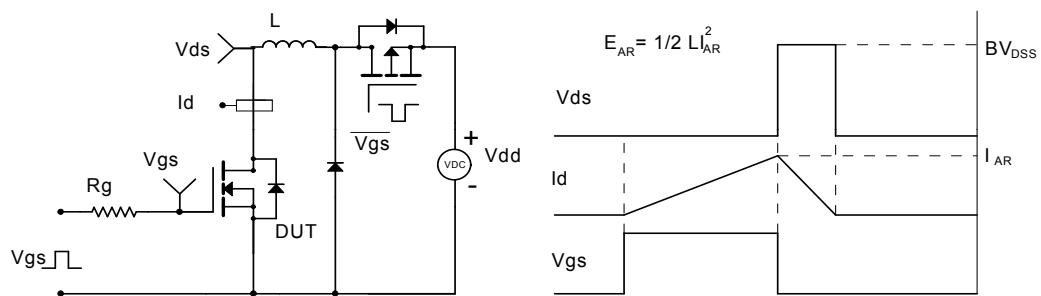 L
Vds
Id
Vgs
Rg
Vgs
DUT
Vgs
+
VDC
-
Vdd
E_AR = 1/2 LI_AR^2
BV_DSS
Vds
I_AR
Id
Vgs